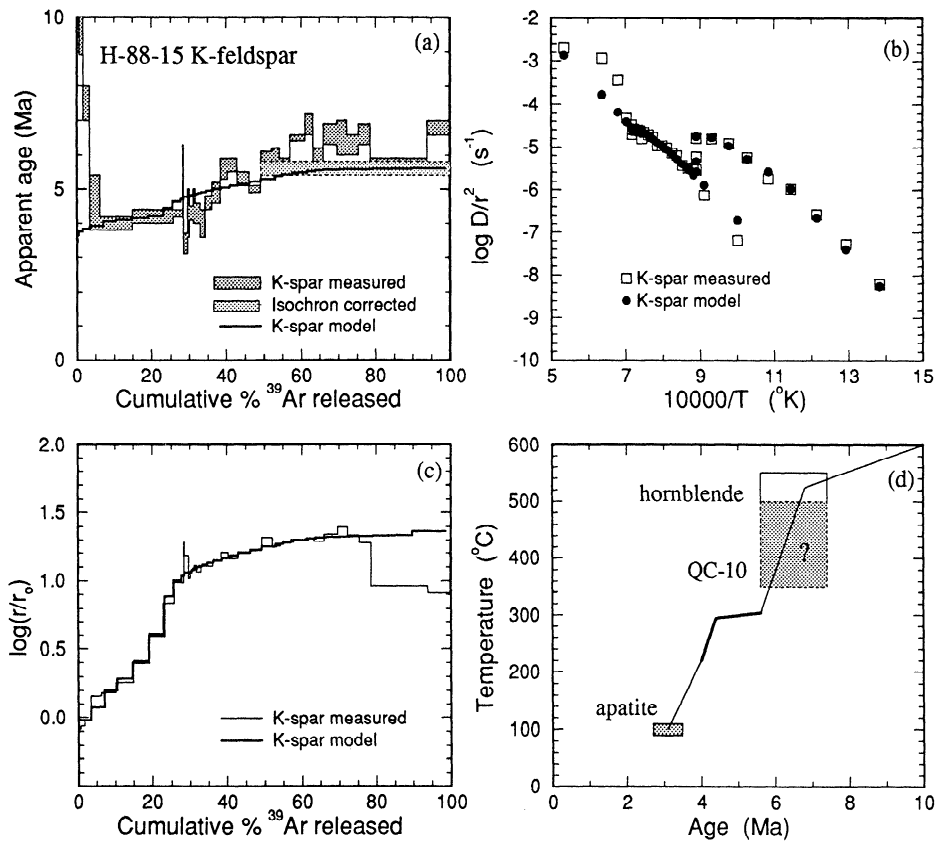 (a)
H-88-15 K-feldspar
10
5
0
Apparent age (Ma)
K-spar measured
Isochron corrected
K-spar model
0 20 40 60 80 100
Cumulative % ³⁹Ar released
(b)
-2
-3
-4
-5
-6
-7
-8
-9
-10
log D/r² (s⁻¹)
K-spar measured
K-spar model
5 7 9 11 13 15
10000/T (°K)
(c)
2.0
1.5
1.0
0.5
0.0
log(r/r₀)
K-spar measured
K-spar model
0 20 40 60 80 100
Cumulative % ³⁹Ar released
(d)
600
500
400
300
200
100
0
Temperature (°C)
hornblende
QC-10
?
apatite
0 2 4 6 8 10
Age (Ma)